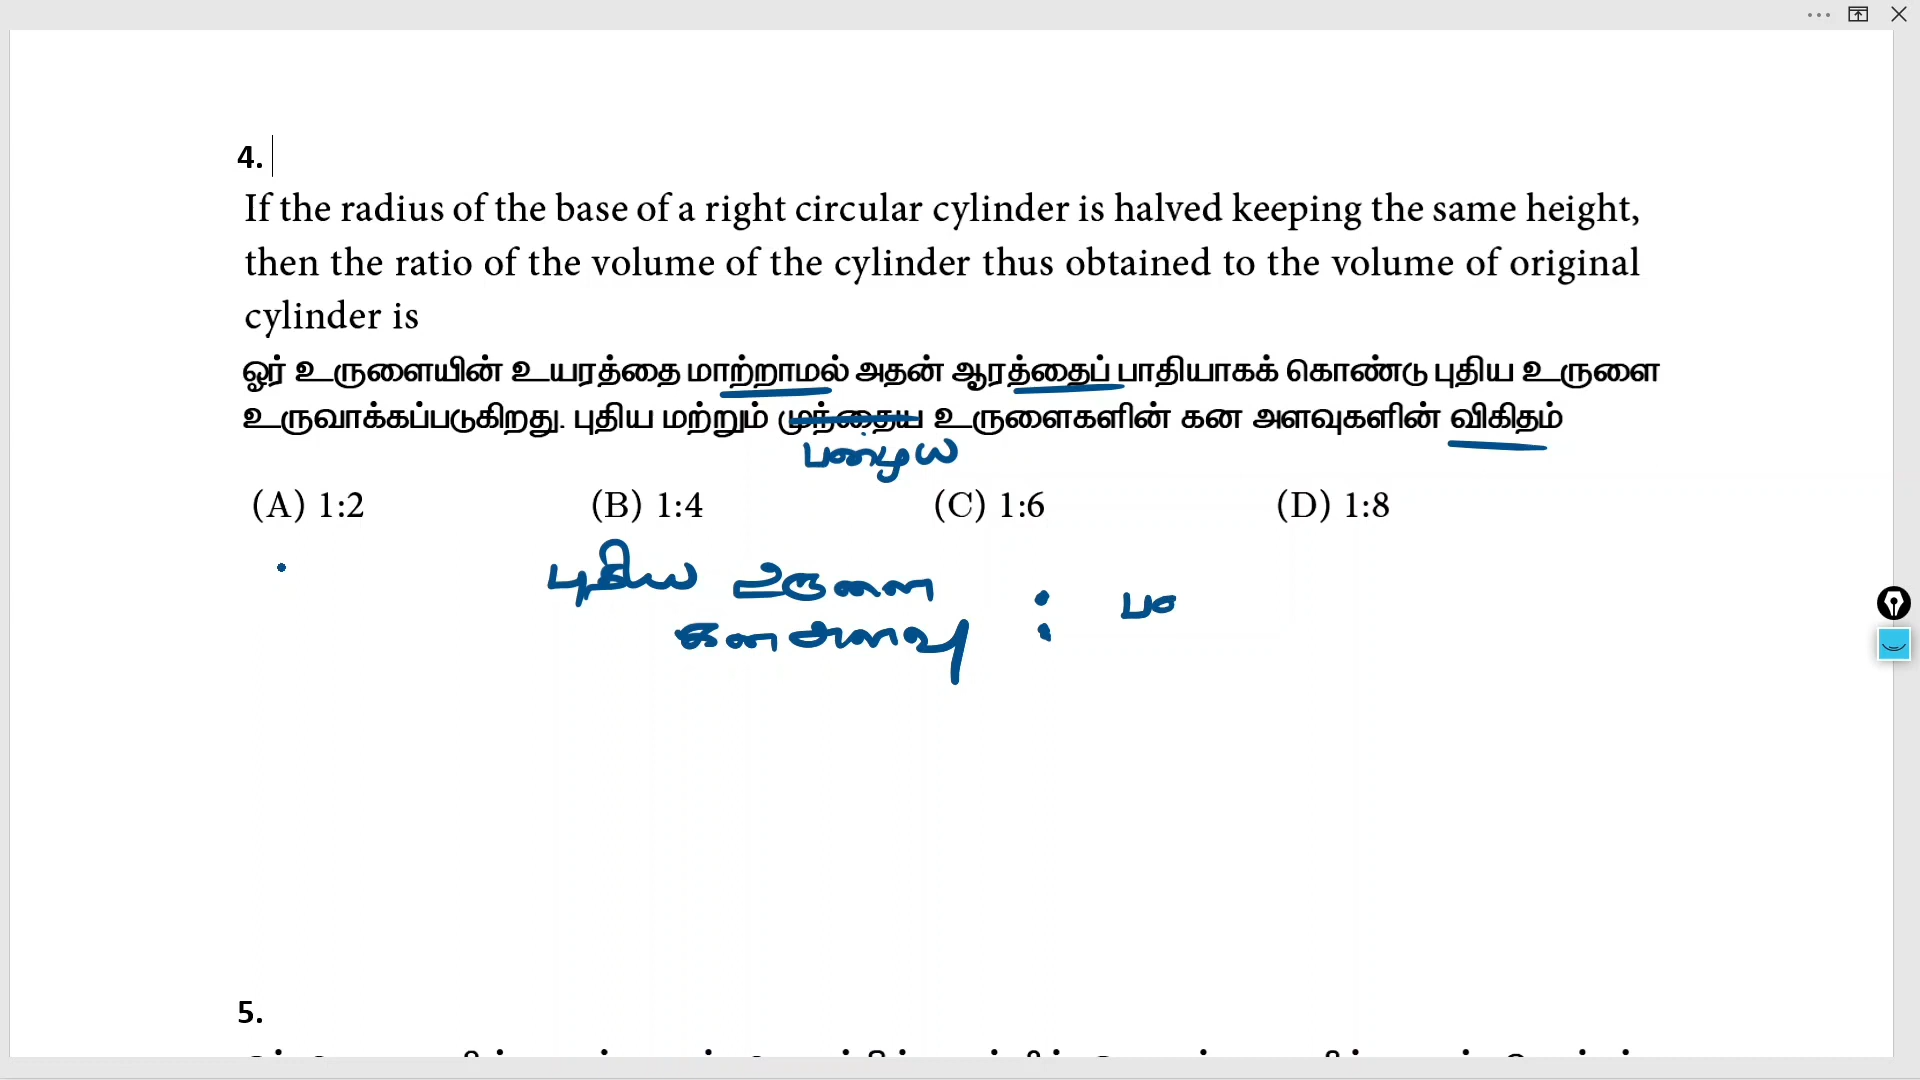 4.
If the radius of the base of a right circular cylinder is halved keeping the same height,
then the ratio of the volume of the cylinder thus obtained to the volume of original
cylinder is
ஓர் உருளையின் உயரத்தை மாற்றாமல் அதன் ஆரத்தைப் பாதியாகக் கொண்டு புதிய உருளை
உருவாக்கப்படுகிறது. புதிய மற்றும் முந்தைய உருளைகளின் கன அளவுகளின் விகிதம்
பழைய
(A) 1:2 (B) 1:4 (C) 1:6 (D) 1:8
புதிய உருளை : ப
கனஅளவு
5.